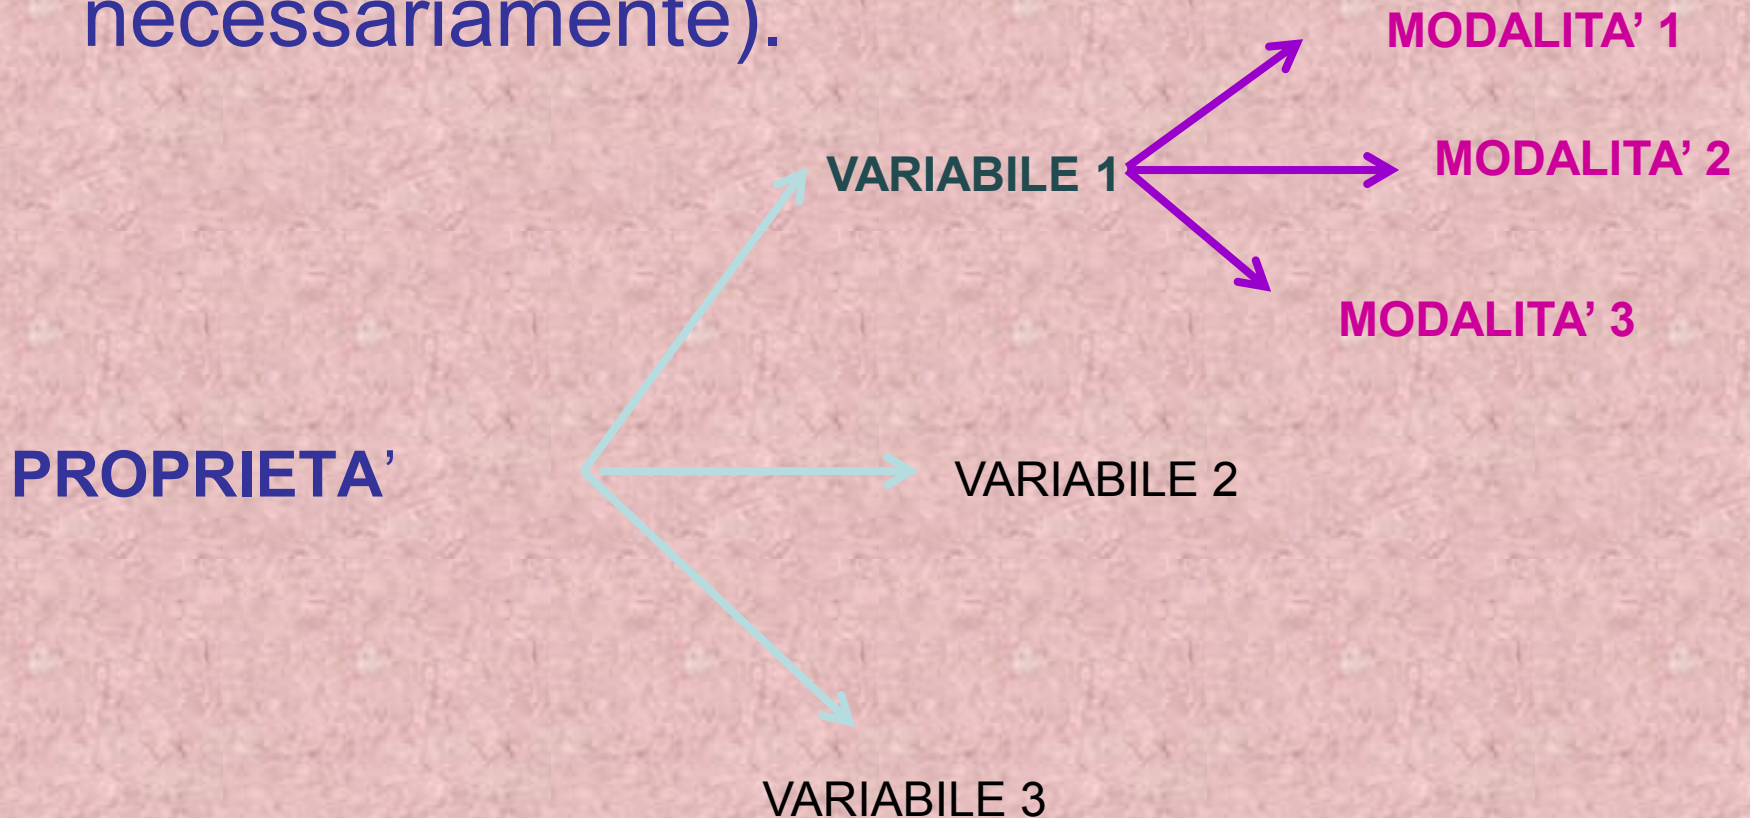 necessariamente).
MODALITA’ 1
MODALITA’ 2
VARIABILE 1
MODALITA’ 3
PROPRIETA’
VARIABILE 2
VARIABILE 3